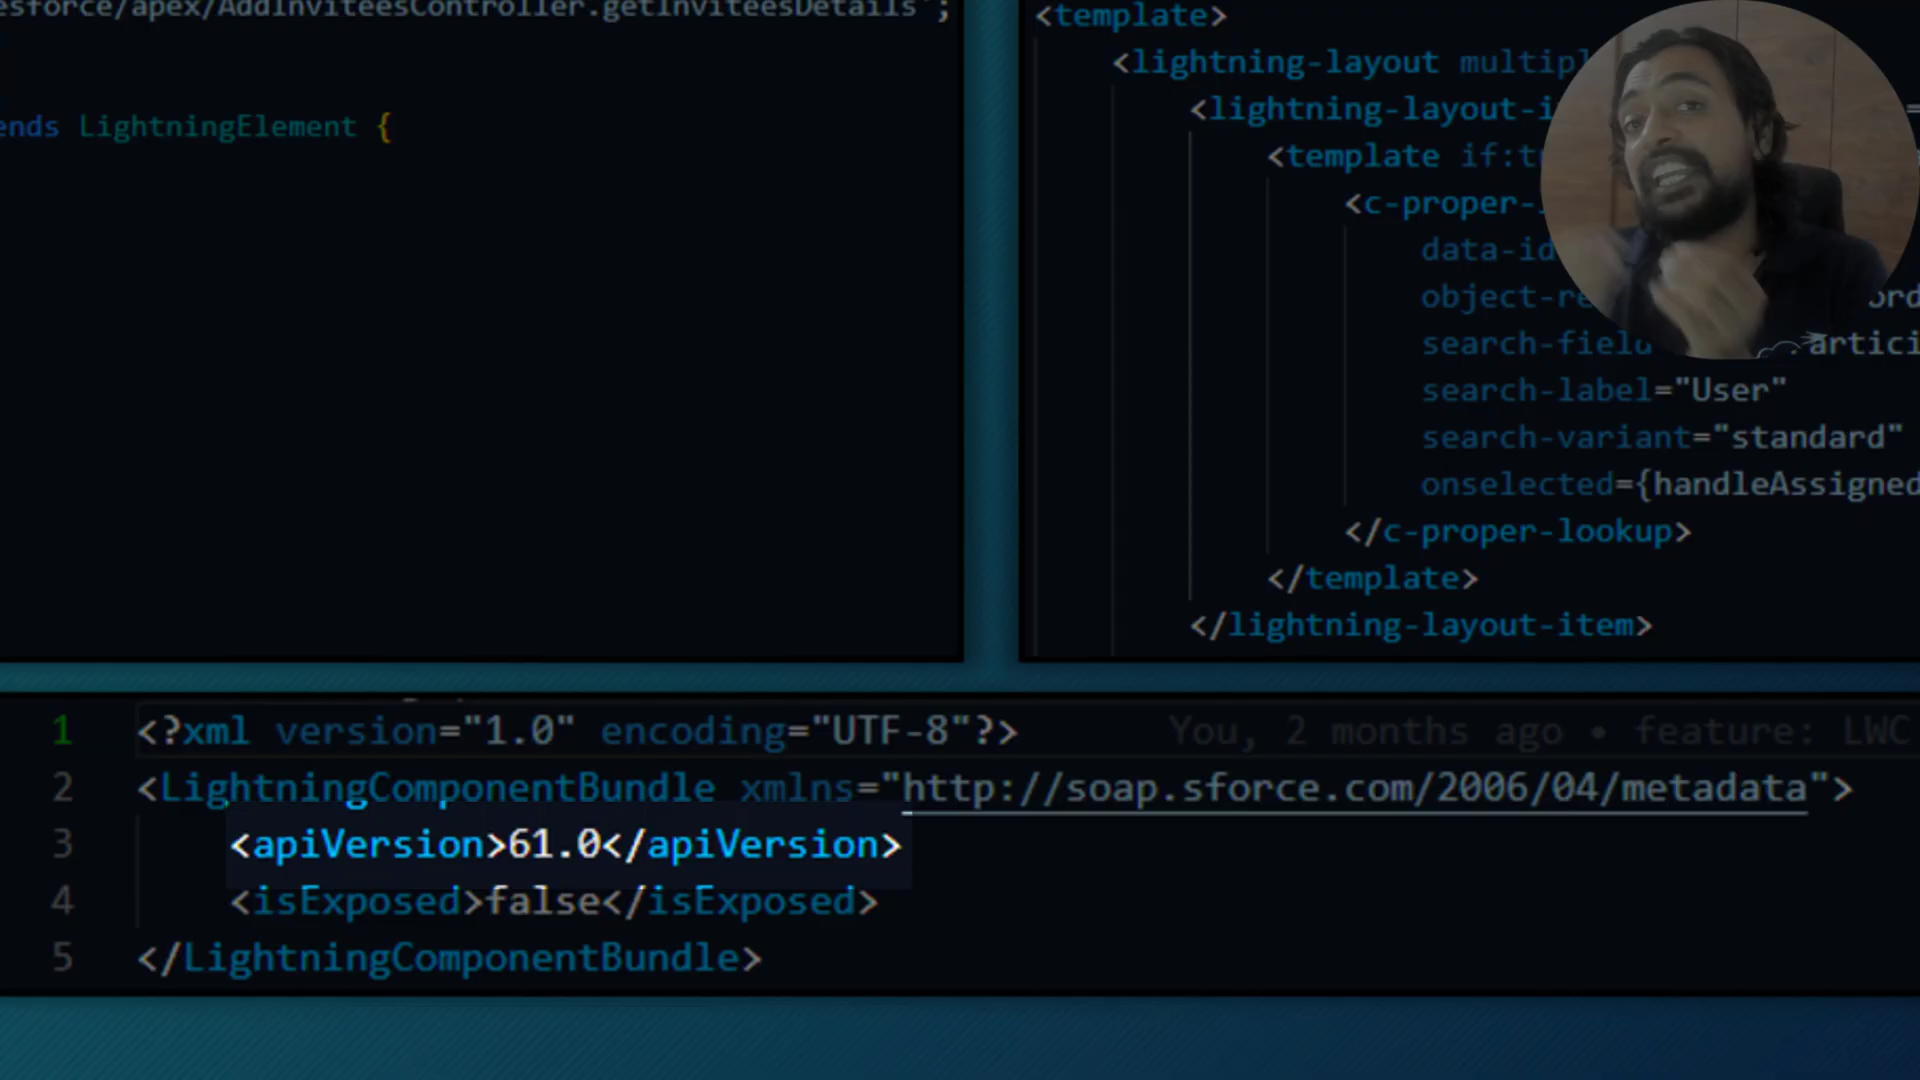 esforce/apex/AddInviteesController.getInviteesDetails';
ends LightningElement {
<template>
<lightning-layout multipl
<lightning-layout-i
<template if:t
<c-proper-
data-id
object-re
search-field artici
search-label="User"
search-variant="standard"
onselected={handleAssigned
</c-proper-lookup>
</template>
</lightning-layout-item>
1 <?xml version="1.0" encoding="UTF-8"?> You, 2 months ago • feature: LWC
2 <LightningComponentBundle xmlns="http://soap.sforce.com/2006/04/metadata">
3 <apiVersion>61.0</apiVersion>
4 <isExposed>false</isExposed>
5 </LightningComponentBundle>